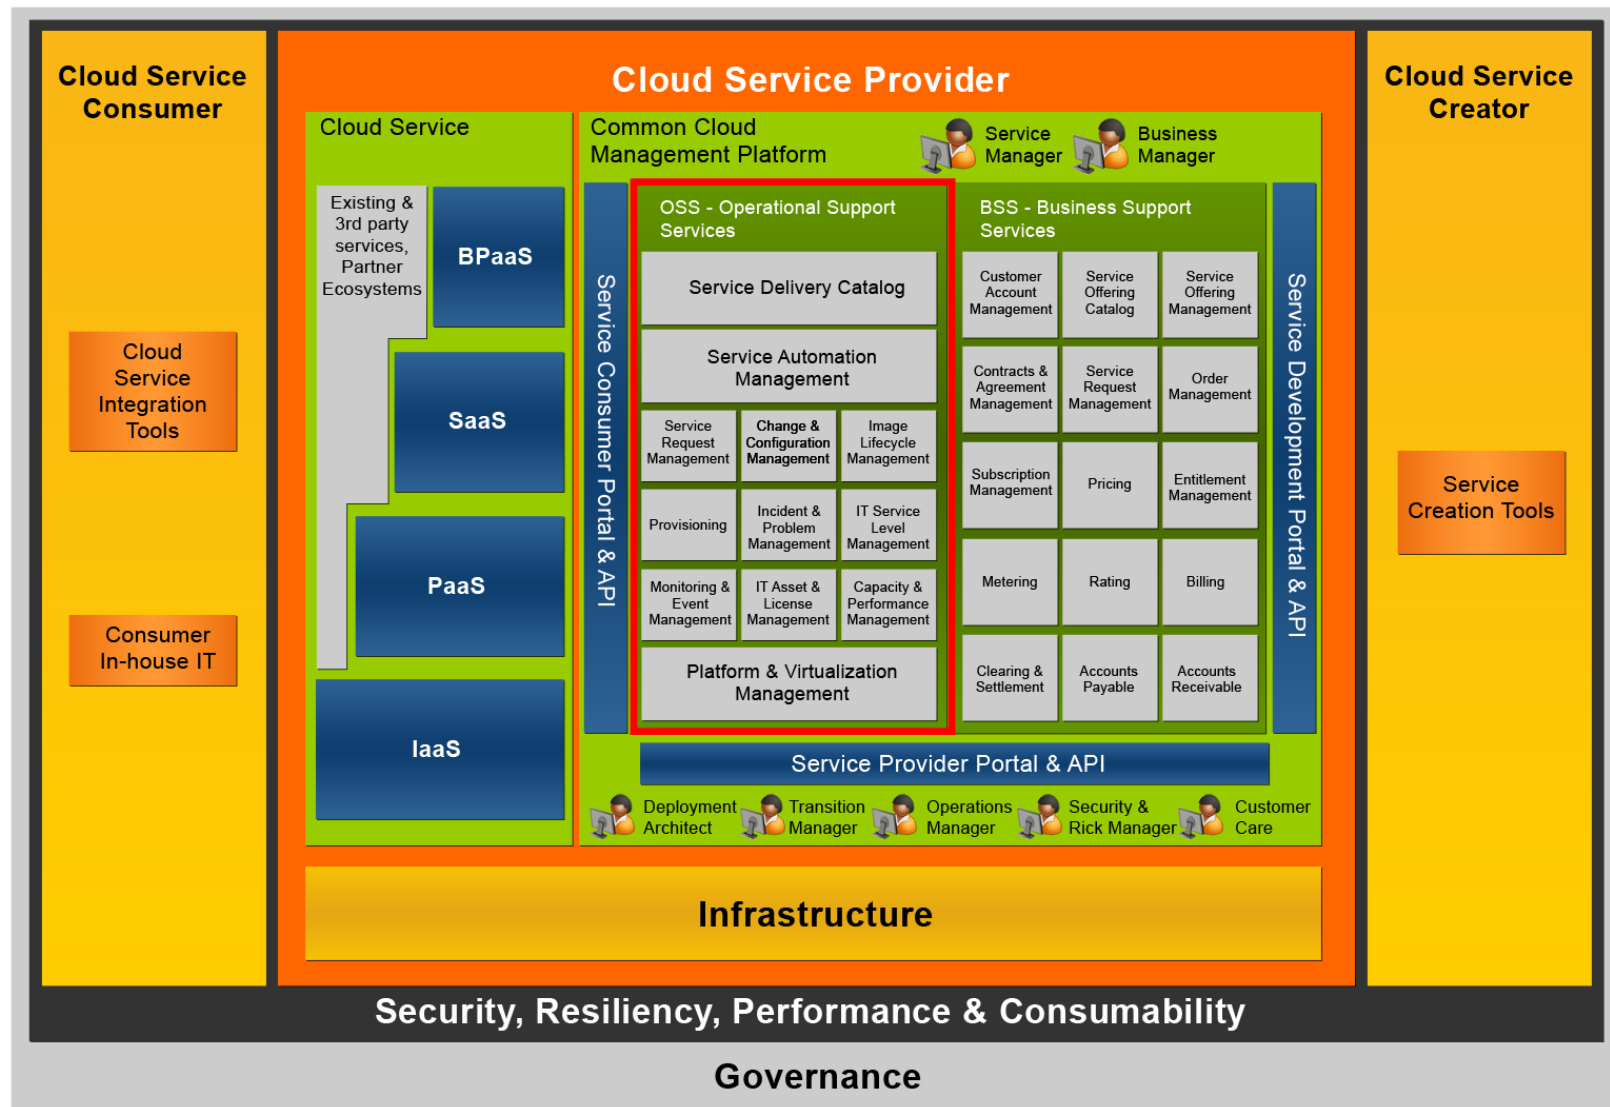 Cloud Service
Consumer
Cloud
Service
Integration
Tools
Consumer
In-house IT
Cloud Service Provider
Cloud Service
Existing &
3rd party
services,
Partner
Ecosystems
BPaaS
SaaS
PaaS
IaaS
Common Cloud
Management Platform
Service
Manager
Business
Manager
Service Consumer Portal & API
OSS - Operational Support
Services
Service Delivery Catalog
Service Automation
Management
Service
Request
Management
Change &
Configuration
Management
Image
Lifecycle
Management
Provisioning
Incident &
Problem
Management
IT Service
Level
Management
Monitoring &
Event
Management
IT Asset &
License
Management
Capacity &
Performance
Management
Platform & Virtualization
Management
BSS - Business Support
Services
Customer
Account
Management
Service
Offering
Catalog
Service
Offering
Management
Contracts &
Agreement
Management
Service
Request
Management
Order
Management
Subscription
Management
Pricing
Entitlement
Management
Metering
Rating
Billing
Clearing &
Settlement
Accounts
Payable
Accounts
Receivable
Service Development Portal & API
Service Provider Portal & API
Deployment
Architect
Transition
Manager
Operations
Manager
Security &
Rick Manager
Customer
Care
Infrastructure
Cloud Service
Creator
Service
Creation Tools
Security, Resiliency, Performance & Consumability
Governance